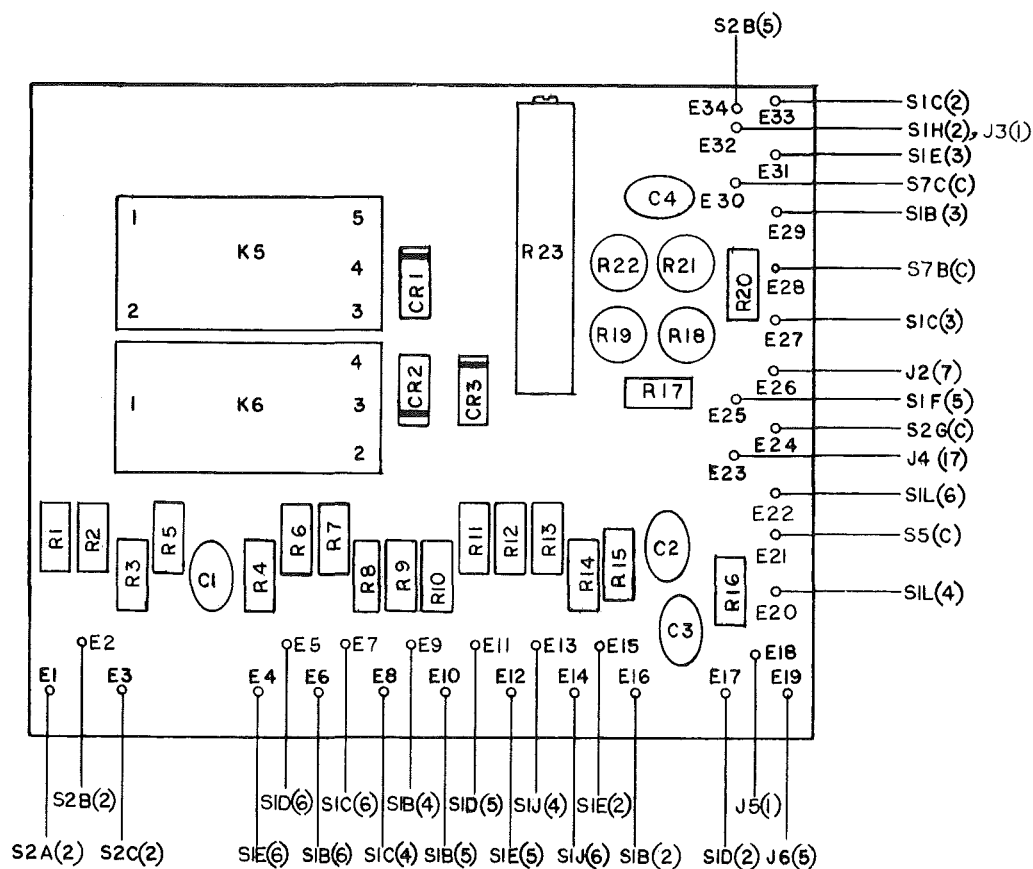 S2B(5)
E34
E33
S1C(2)
E32
S1H(2), J3(1)
E31
S1E(3)
E30
S7C(C)
E29
S1B(3)
E28
S7B(C)
E27
S1C(3)
E26
J2(7)
E25
S1F(5)
E24
S2G(C)
E23
J4(17)
E22
S1L(6)
E21
S5(C)
E20
S1L(4)
1
K5
5
4
2
3
CR1
R23
C4
R22
R21
R20
R19
R18
R17
4
1
K6
3
2
CR2
CR3
R1
R2
R3
R5
C1
R4
R6
R7
R8
R9
R10
R11
R12
R13
R14
R15
C2
C3
R16
E2
E5
E7
E9
E11
E13
E15
E18
E1
E3
E4
E6
E8
E10
E12
E14
E16
E17
E19
S2B(2)
S1D(6)
S1C(6)
S1B(4)
S1D(5)
S1J(4)
S1E(2)
J5(1)
S2A(2)
S2C(2)
S1E(6)
S1B(6)
S1C(4)
S1B(5)
S1E(5)
S1J(6)
S1B(2)
S1D(2)
J6(5)